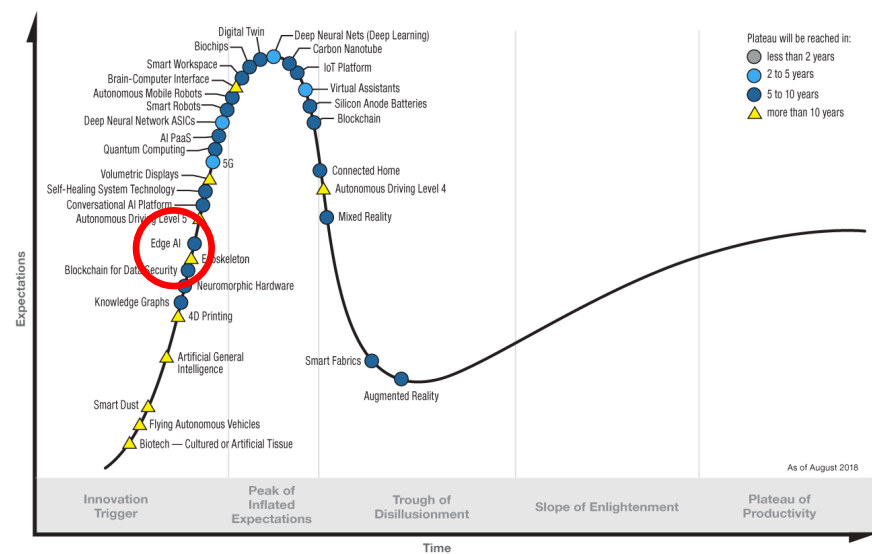 Digital Twin
Deep Neural Nets (Deep Learning)
Biochips
Carbon Nanotube
Smart Workspace
IoT Platform
Brain-Computer Interface
Virtual Assistants
Autonomous Mobile Robots
Silicon Anode Batteries
Smart Robots
Blockchain
Deep Neural Network ASICs
AI PaaS
Quantum Computing
5G
Volumetric Displays
Connected Home
Self-Healing System Technology
Autonomous Driving Level 4
Conversational AI Platform
Autonomous Driving Level 5
Mixed Reality
Edge AI
Exoskeleton
Blockchain for Data Security
Neuromorphic Hardware
Knowledge Graphs
4D Printing
Artificial General
Intelligence
Smart Fabrics
Augmented Reality
Smart Dust
Flying Autonomous Vehicles
Biotech — Cultured or Artificial Tissue
Plateau will be reached in:
less than 2 years
2 to 5 years
5 to 10 years
more than 10 years
As of August 2018
Expectations
Innovation
Trigger
Peak of
Inflated
Expectations
Trough of
Disillusionment
Slope of Enlightenment
Plateau of
Productivity
Time